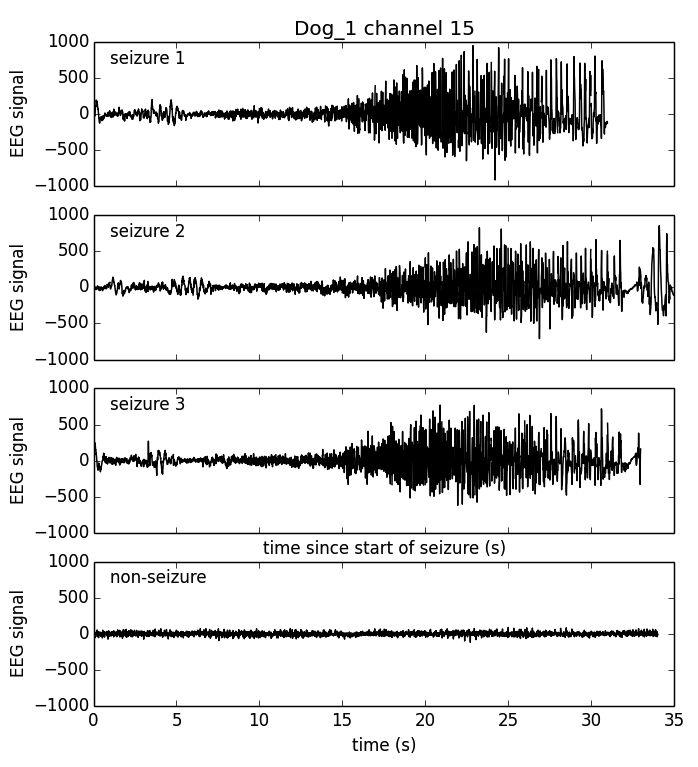 Dog_1 channel 15
1000
seizure 1
500
EEG signal
0
−500
−1000
1000
seizure 2
500
EEG signal
0
−500
−1000
1000
seizure 3
500
EEG signal
0
−500
−1000
time since start of seizure (s)
1000
non-seizure
500
EEG signal
0
−500
−1000
0 5 10 15 20 25 30 35
time (s)